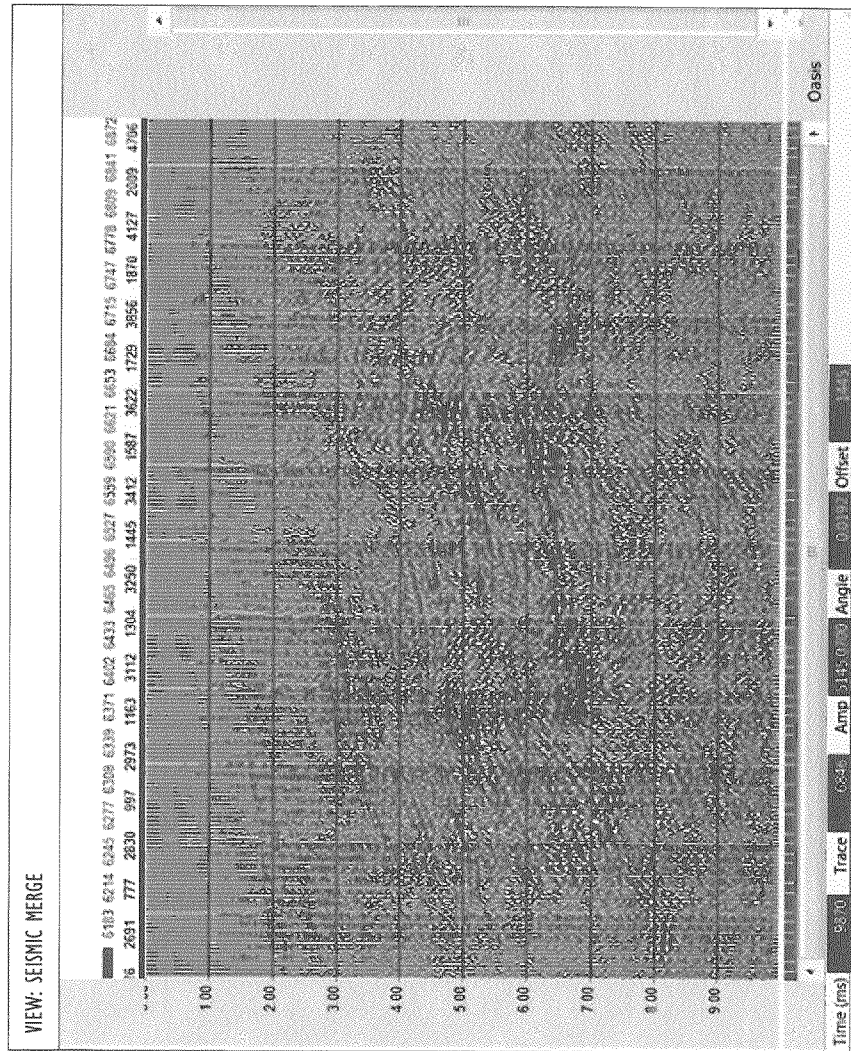 VIEW: SEISMIC MERGE
6183 6214 6245 6277 6308 6339 6371 6402 6433 6465 6496 6527 6559 6590 6621 6653 6684 6715 6747 6778 6809 6841 6872
2691 777 2830 997 2973 1163 3112 1304 3250 1445 3412 1587 3622 1729 3856 1870 4127 2009 4706
1 00
2 00
3 00
4 00
5 00
6 00
7 00
8 00
9 00
Oasis
Time (ms) 9870 Trace Amp Angle Offset